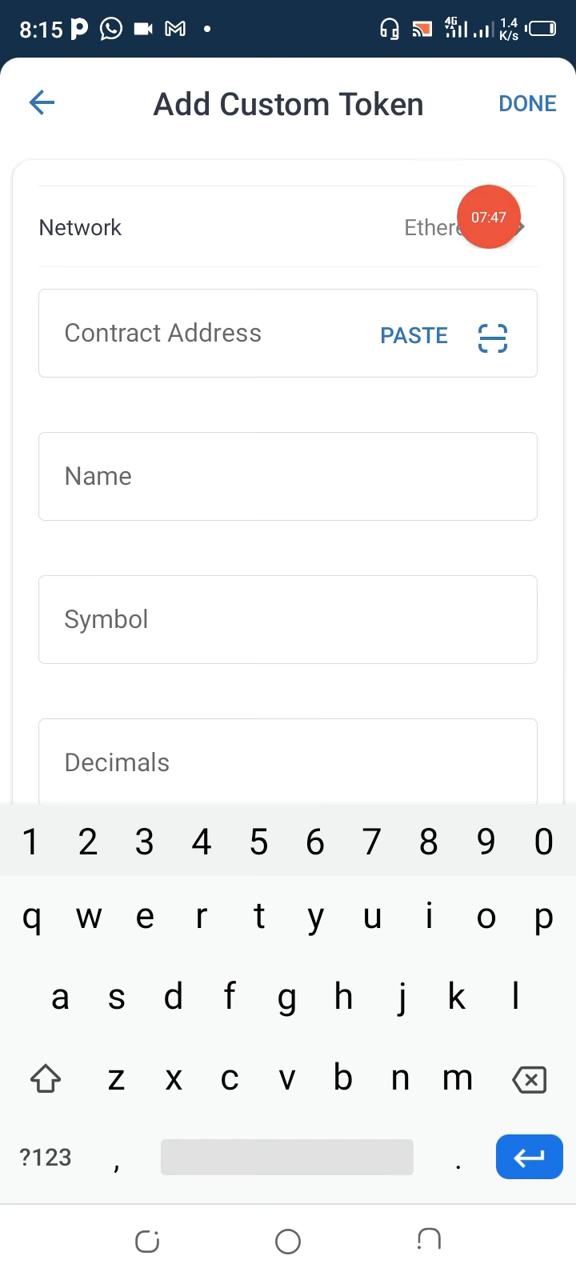 8:15 4G 1.4 K/s
Add Custom Token DONE
Network 07:47
Contract Address PASTE
Name
Symbol
Decimals
1 2 3 4 5 6 7 8 9 0
q w e r t y u i o p
a s d f g h j k l
z x c v b n m
?123 , .